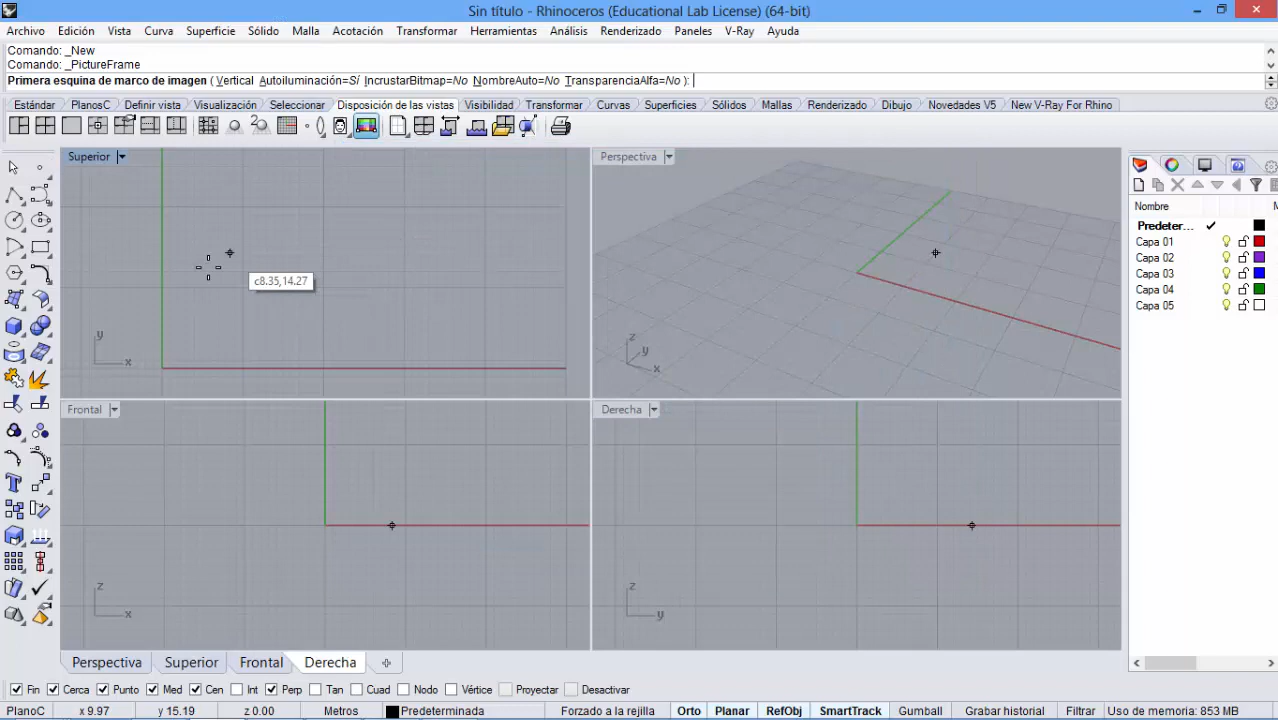 Sin título - Rhinoceros (Educational Lab License) (64-bit)
Archivo Edición Vista Curva Superficie Sólido Malla Acotación Transformar Herramientas Análisis Renderizado Paneles V-Ray Ayuda
Comando: _New
Comando: _PictureFrame
Primera esquina de marco de imagen ( Vertical Autoiluminación=Sí IncrustarBitmap=No NombreAuto=No TransparenciaAlfa=No ):
Estándar PlanosC Definir vista Visualización Seleccionar Disposición de las vistas Visibilidad Transformar Curvas Superficies Sólidos Mallas Renderizado Dibujo Novedades V5 New V-Ray For Rhino
Superior
Perspectiva
c8.35,14.27
y
x
z
y
x
Frontal
Derecha
z
x
z
y
Nombre
Predeter...
Capa 01
Capa 02
Capa 03
Capa 04
Capa 05
Perspectiva Superior Frontal Derecha
Fin Cerca Punto Med Cen Int Perp Tan Cuad Nodo Vértice Proyectar Desactivar
PlanoC x 9.97 y 15.19 z 0.00 Metros Predeterminada Forzado a la rejilla Orto Planar RefObj SmartTrack Gumball Grabar historial Filtrar Uso de memoria: 853 MB